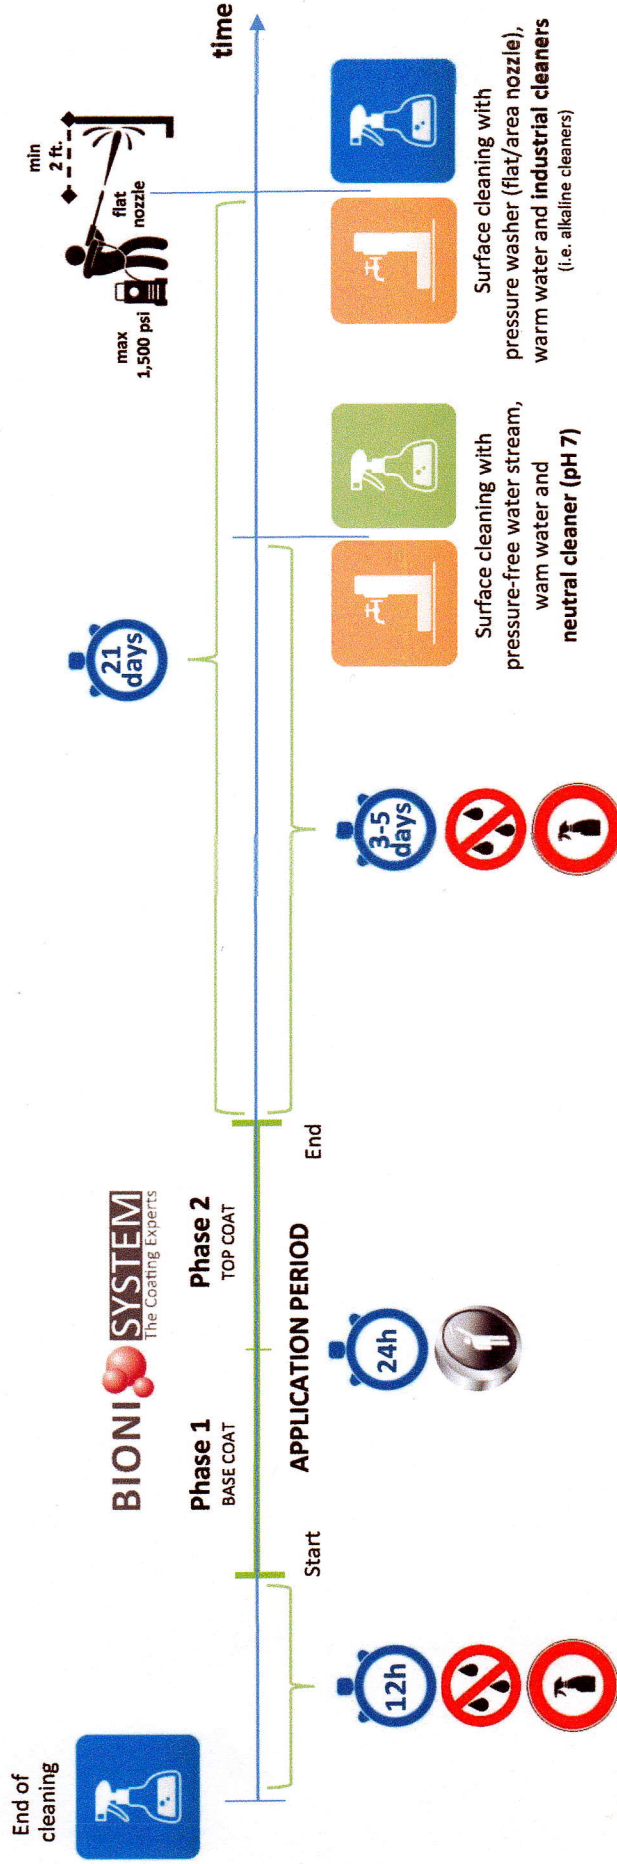 End of
cleaning
12h
BIONI SYSTEM
The Coating Experts
Phase 1
BASE COAT
Phase 2
TOP COAT
Start
APPLICATION PERIOD
End
24h
21
days
3-5
days
max
1,500 psi
flat
nozzle
min
2 ft.
time
Surface cleaning with
pressure-free water stream,
wam water and
neutral cleaner (pH 7)
Surface cleaning with
pressure washer (flat/area nozzle),
warm water and industrial cleaners
(i.e. alkaline cleaners)